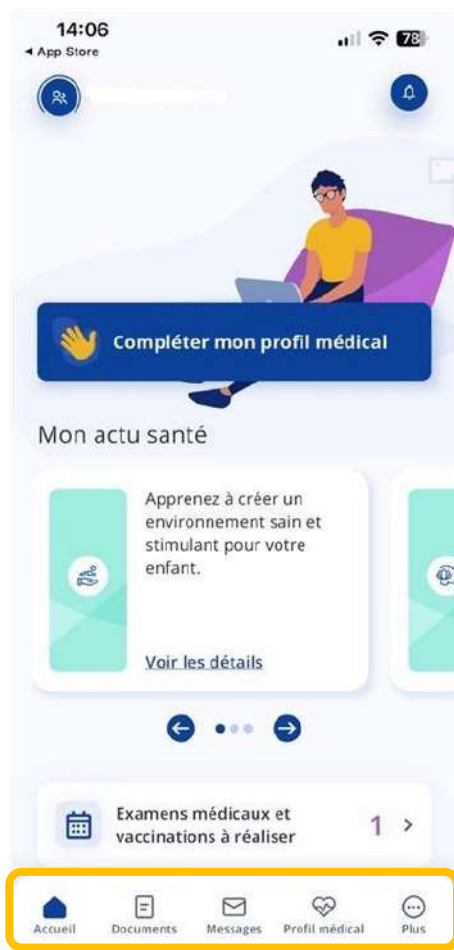 14:06
78
◄ App Store
Compléter mon profil médical
Mon actu santé
Apprenez à créer un
environnement sain et
stimulant pour votre
enfant.
Voir les détails
Examens médicaux et
vaccinations à réaliser
1
Accueil
Documents
Messages
Profil médical
Plus